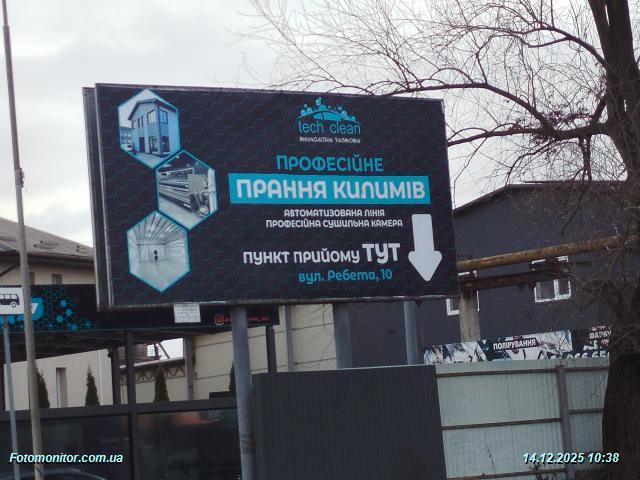 tech clean
ПРОФЕСІЙНЕ
ПРАННЯ КИЛИМІВ
АВТОМАТИЗОВАНА ЛІНІЯ
ПРОФЕСІЙНА СУШИЛЬНА КАМЕРА
ПУНКТ ПРИЙОМУ ТУТ
вул. Ребета, 10
ПОЛІРУВАННЯ
Fotomonitor.com.ua
14.12.2025 10:38